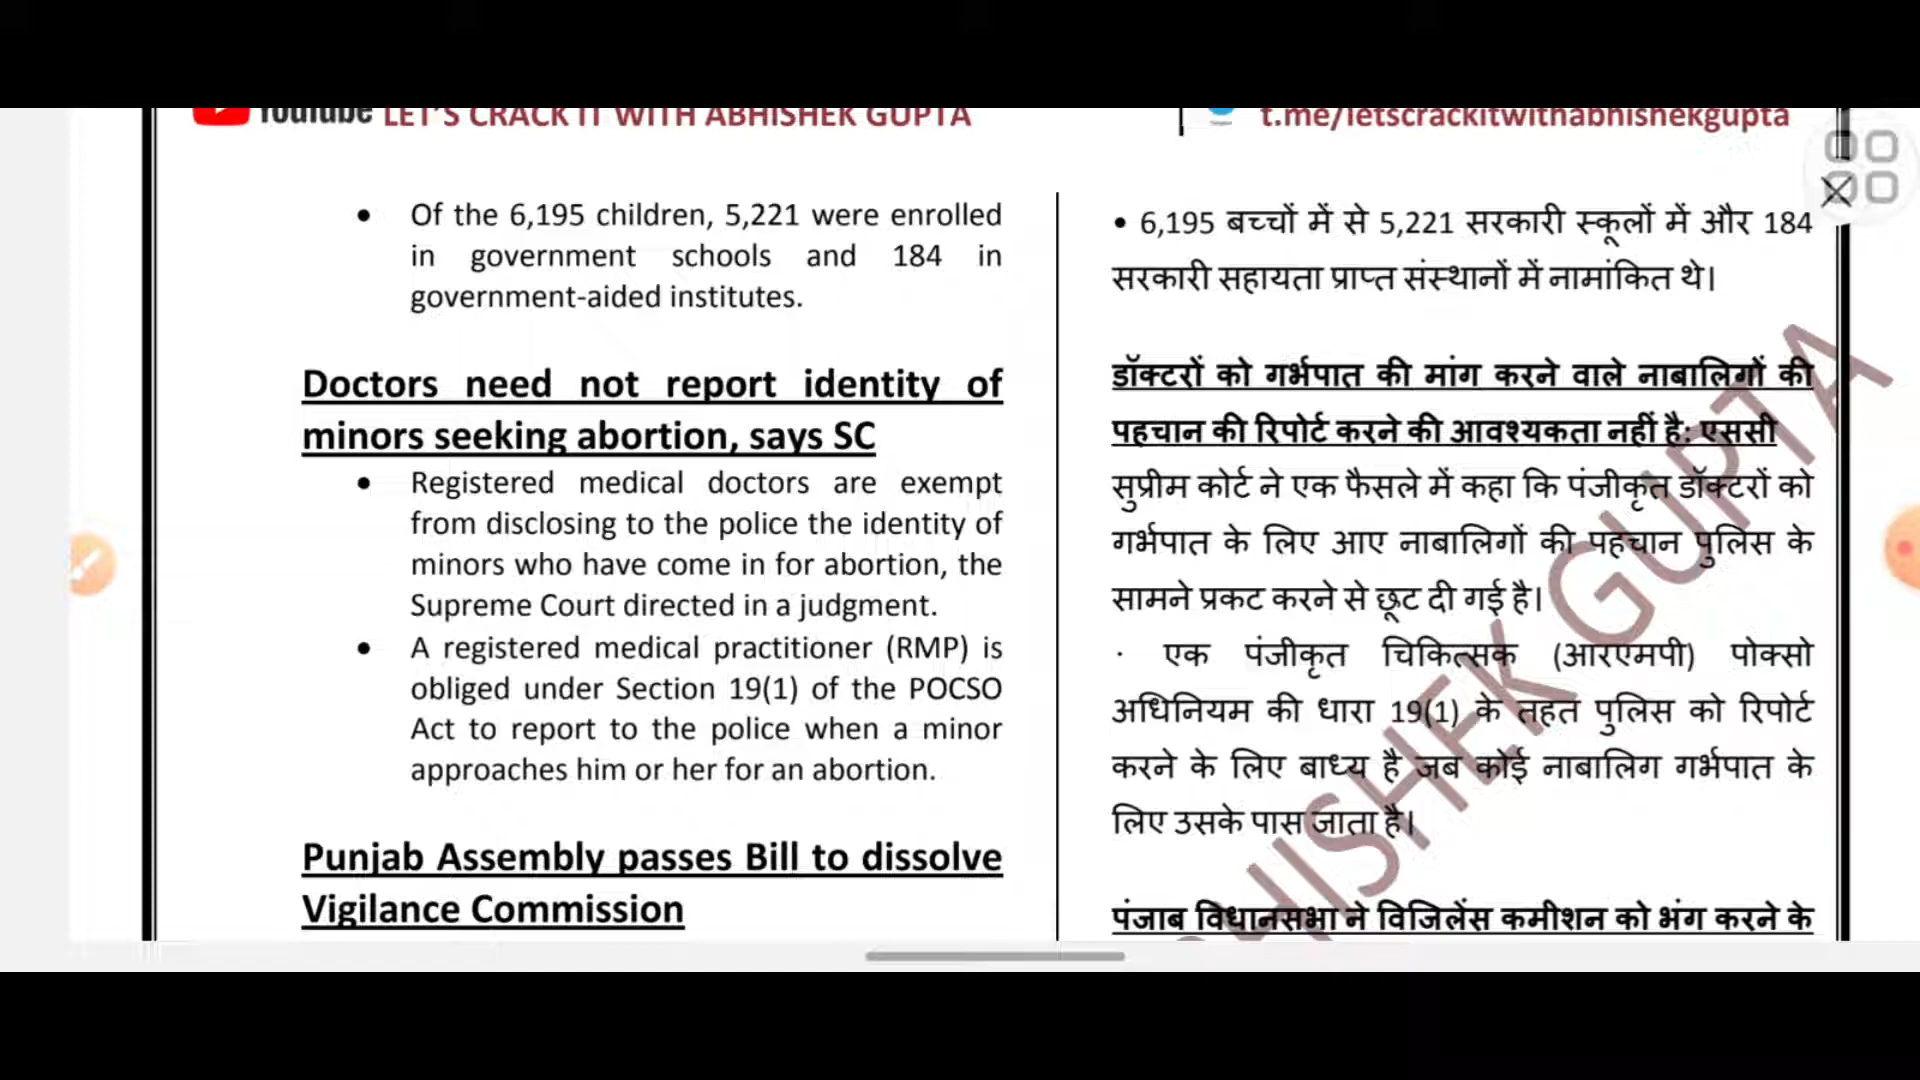 YouTube LET'S CRACK IT WITH ABHISHEK GUPTA
t.me/letscrackitwithabhishekgupta
• Of the 6,195 children, 5,221 were enrolled
in government schools and 184 in
government-aided institutes.
Doctors need not report identity of
minors seeking abortion, says SC
• Registered medical doctors are exempt
from disclosing to the police the identity of
minors who have come in for abortion, the
Supreme Court directed in a judgment.
• A registered medical practitioner (RMP) is
obliged under Section 19(1) of the POCSO
Act to report to the police when a minor
approaches him or her for an abortion.
Punjab Assembly passes Bill to dissolve
Vigilance Commission
• 6,195 बच्चों में से 5,221 सरकारी स्कूलों में और 184
सरकारी सहायता प्राप्त संस्थानों में नामांकित थे।
डॉक्टरों को गर्भपात की मांग करने वाले नाबालिगों की
पहचान की रिपोर्ट करने की आवश्यकता नहीं है: एससी
सुप्रीम कोर्ट ने एक फैसले में कहा कि पंजीकृत डॉक्टरों को
गर्भपात के लिए आए नाबालिगों की पहचान पुलिस के
सामने प्रकट करने से छूट दी गई है।
· एक पंजीकृत चिकित्सक (आरएमपी) पोक्सो
अधिनियम की धारा 19(1) के तहत पुलिस को रिपोर्ट
करने के लिए बाध्य है जब कोई नाबालिग गर्भपात के
लिए उसके पास जाता है।
पंजाब विधानसभा ने विजिलेंस कमीशन को भंग करने के
HISHEK GUPTA